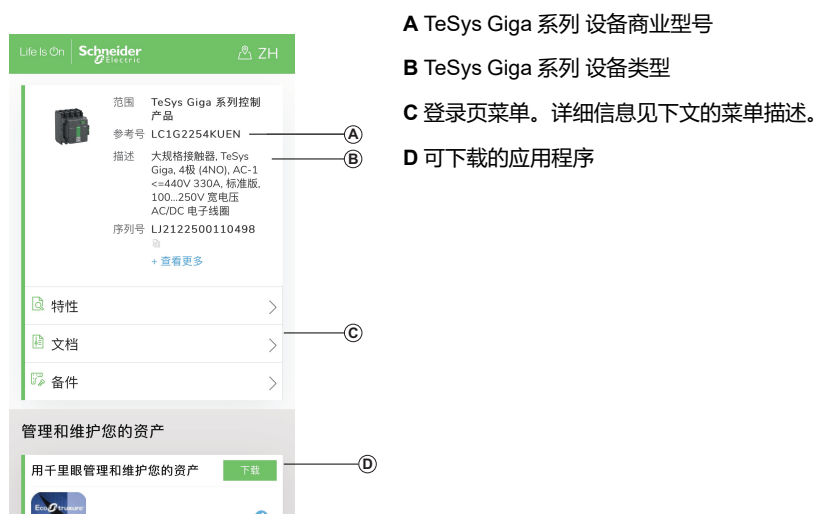 Life Is On Schneider Electric ZH
范围 TeSys Giga 系列控制
产品
参考号 LC1G2254KUEN
描述 大规格接触器, TeSys
Giga, 4极 (4NO), AC-1
<=440V 330A, 标准版,
100...250V 宽电压
AC/DC 电子线圈
序列号 LJ2122500110498
+ 查看更多
特性
文档
备件
管理和维护您的资产
用千里眼管理和维护您的资产 下载
EcoStruxure
A
B
C
D
A TeSys Giga 系列 设备商业型号
B TeSys Giga 系列 设备类型
C 登录页菜单。详细信息见下文的菜单描述。
D 可下载的应用程序